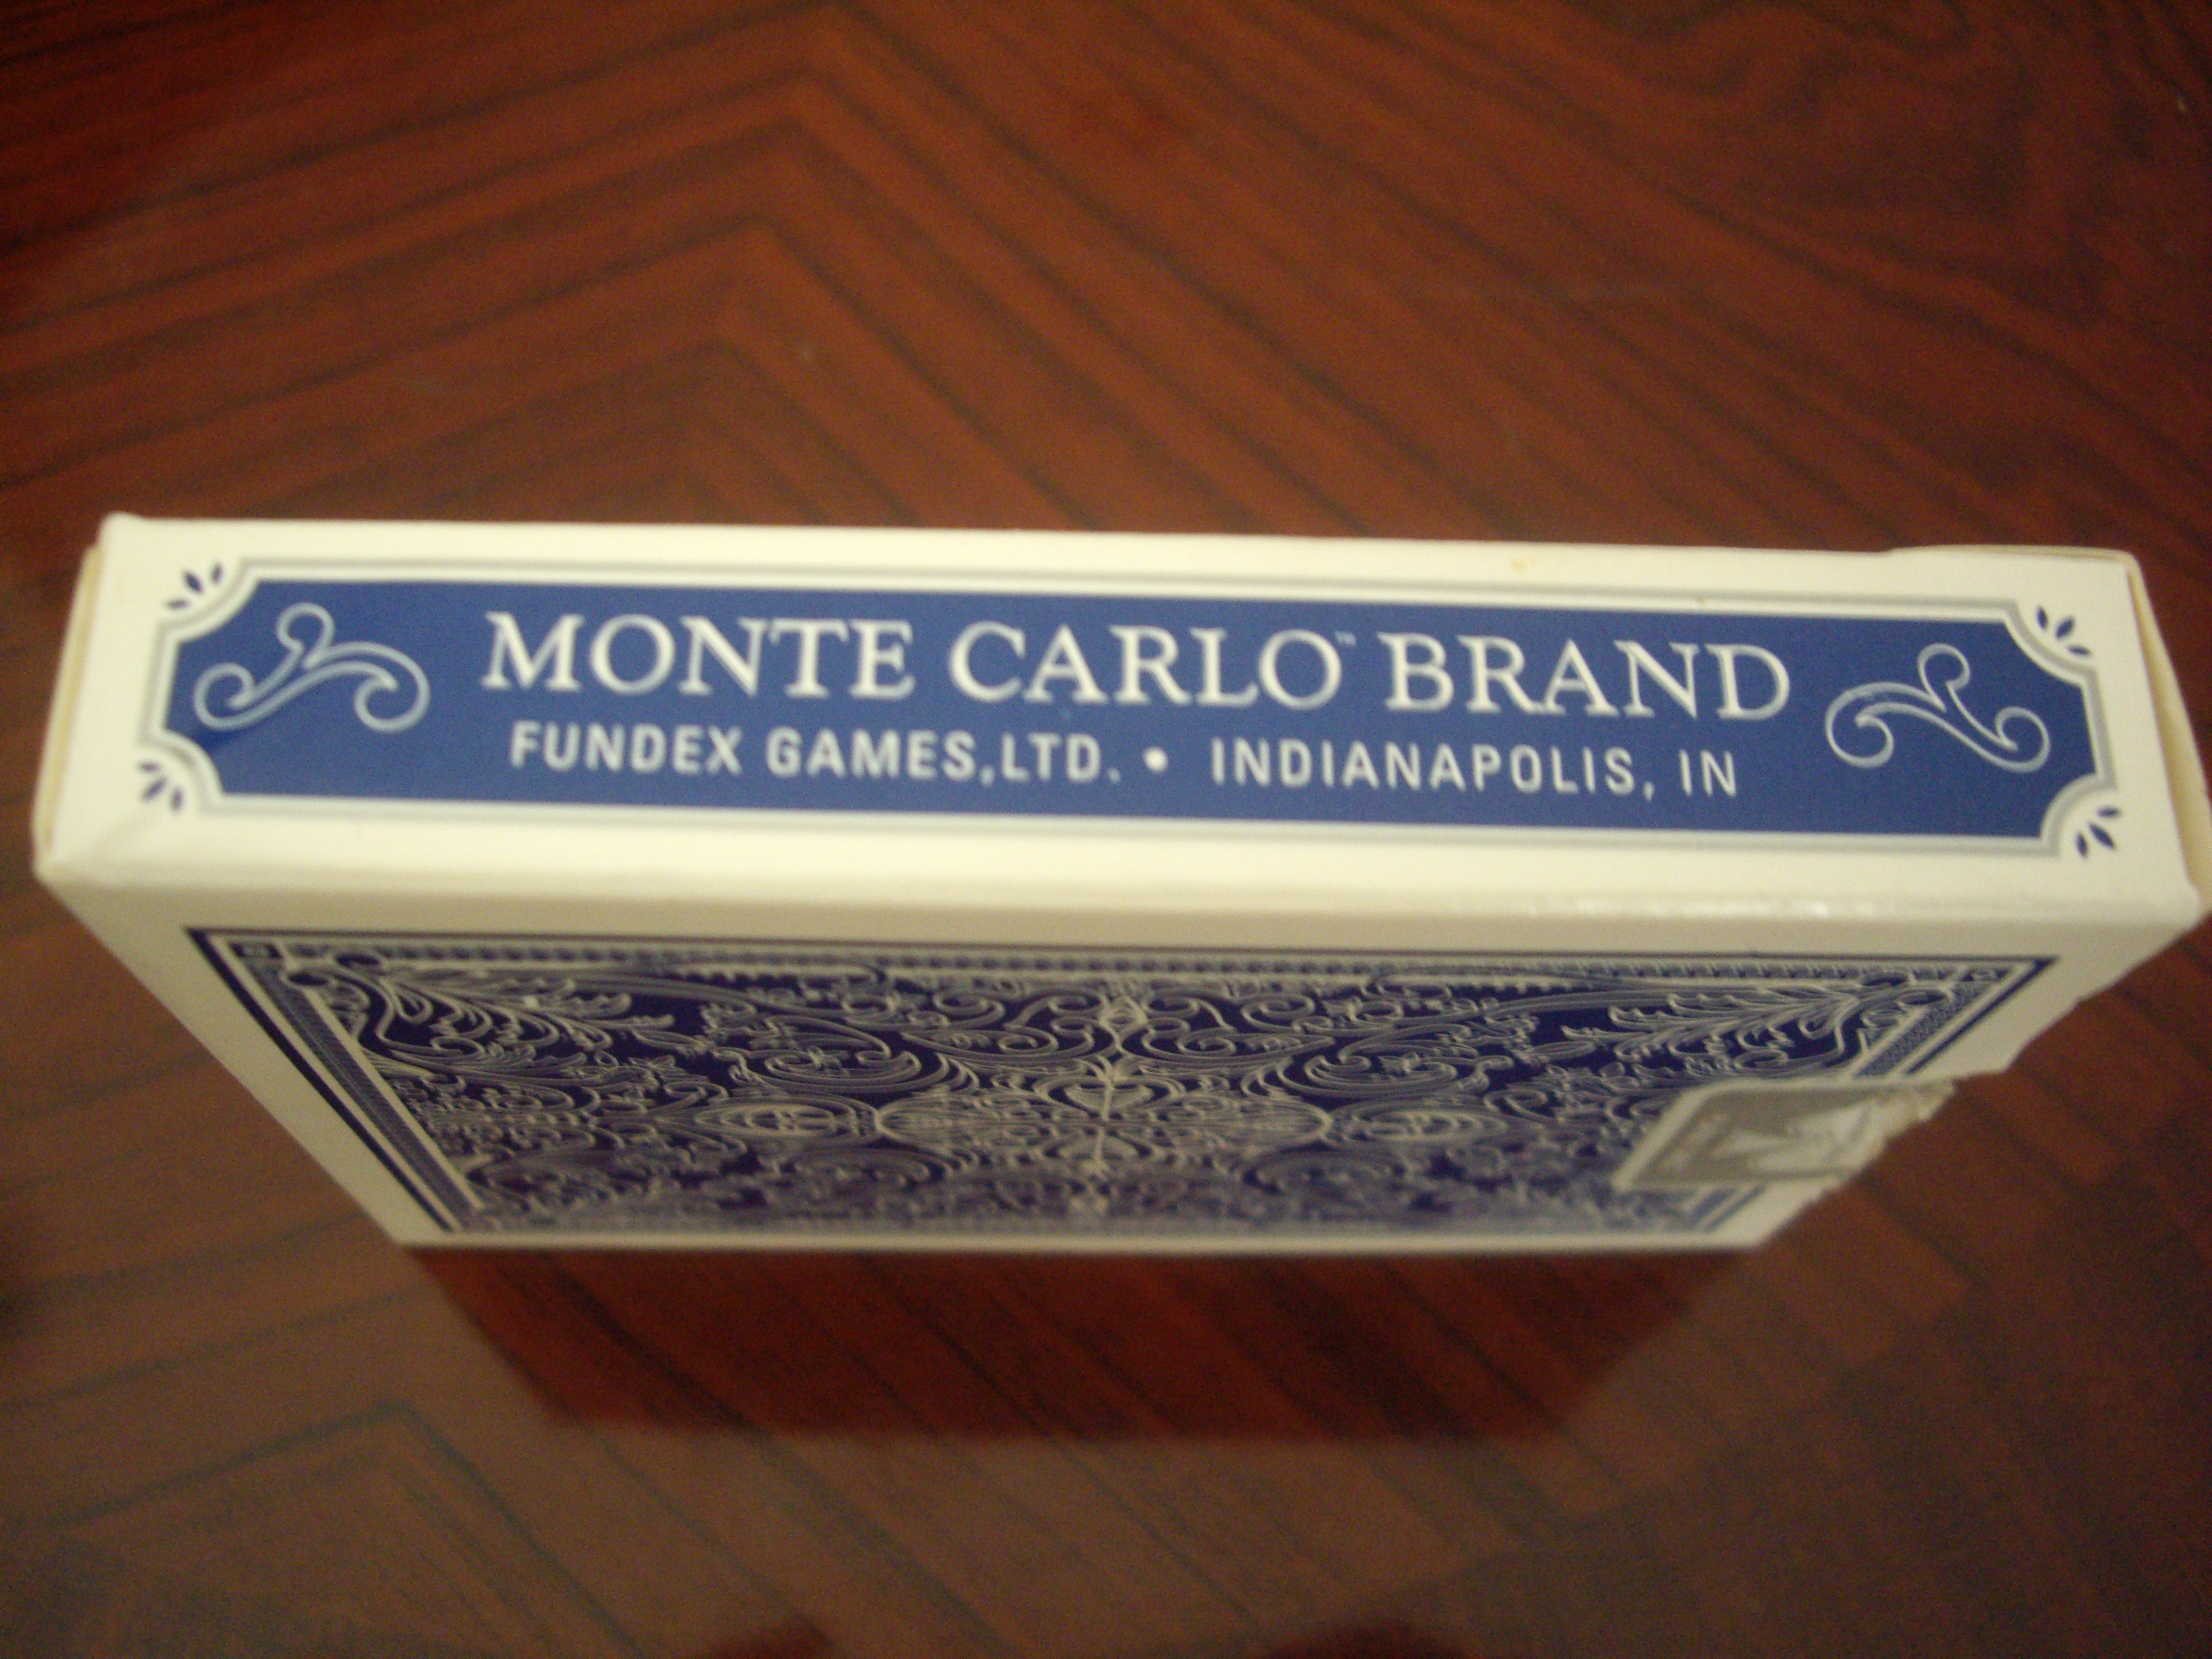 MONTE CARLO™ BRAND
FUNDEX GAMES,LTD. • INDIANAPOLIS, IN